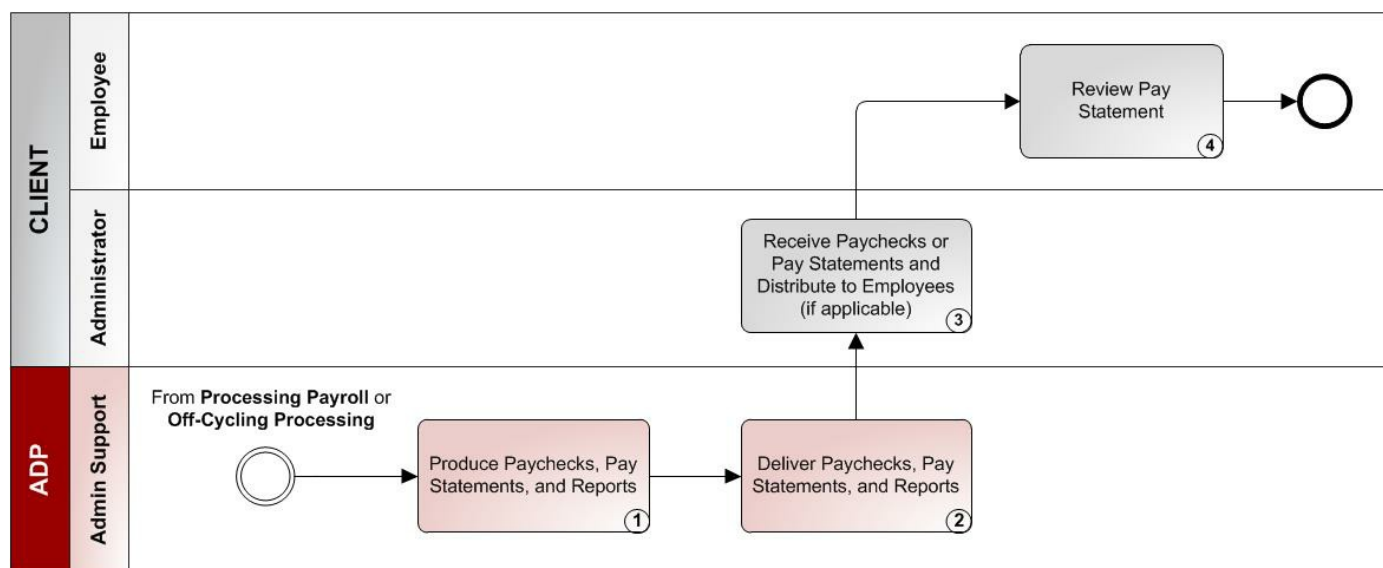 CLIENT
Employee
Review Pay
Statement
4
Administrator
Receive Paychecks or
Pay Statements and
Distribute to Employees
(if applicable)
3
ADP
Admin Support
From Processing Payroll or
Off-Cycling Processing
Produce Paychecks, Pay
Statements, and Reports
1
Deliver Paychecks, Pay
Statements, and Reports
2